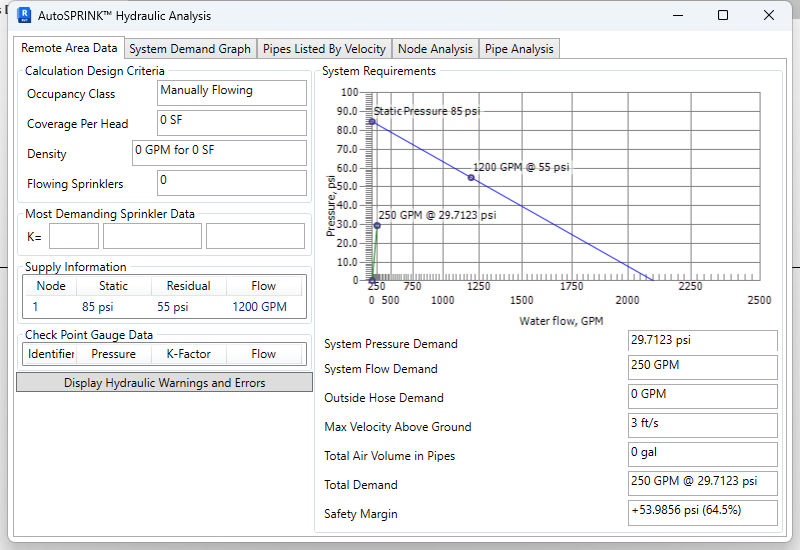 AutoSPRINK™ Hydraulic Analysis
Remote Area Data System Demand Graph Pipes Listed By Velocity Node Analysis Pipe Analysis
Calculation Design Criteria
Occupancy Class Manually Flowing
Coverage Per Head 0 SF
Density 0 GPM for 0 SF
Flowing Sprinklers 0
Most Demanding Sprinkler Data
K=
Supply Information
Node Static Residual Flow
1 85 psi 55 psi 1200 GPM
Check Point Gauge Data
Identifier Pressure K-Factor Flow
Display Hydraulic Warnings and Errors
System Requirements
100
90.0
80.0
70.0
60.0
50.0
40.0
30.0
20.0
10.0
0
Pressure, psi
Static Pressure 85 psi
1200 GPM @ 55 psi
250 GPM @ 29.7123 psi
250 750 1250 1750 2250
0 500 1000 1500 2000 2500
Water flow, GPM
System Pressure Demand 29.7123 psi
System Flow Demand 250 GPM
Outside Hose Demand 0 GPM
Max Velocity Above Ground 3 ft/s
Total Air Volume in Pipes 0 gal
Total Demand 250 GPM @ 29.7123 psi
Safety Margin +53.9856 psi (64.5%)